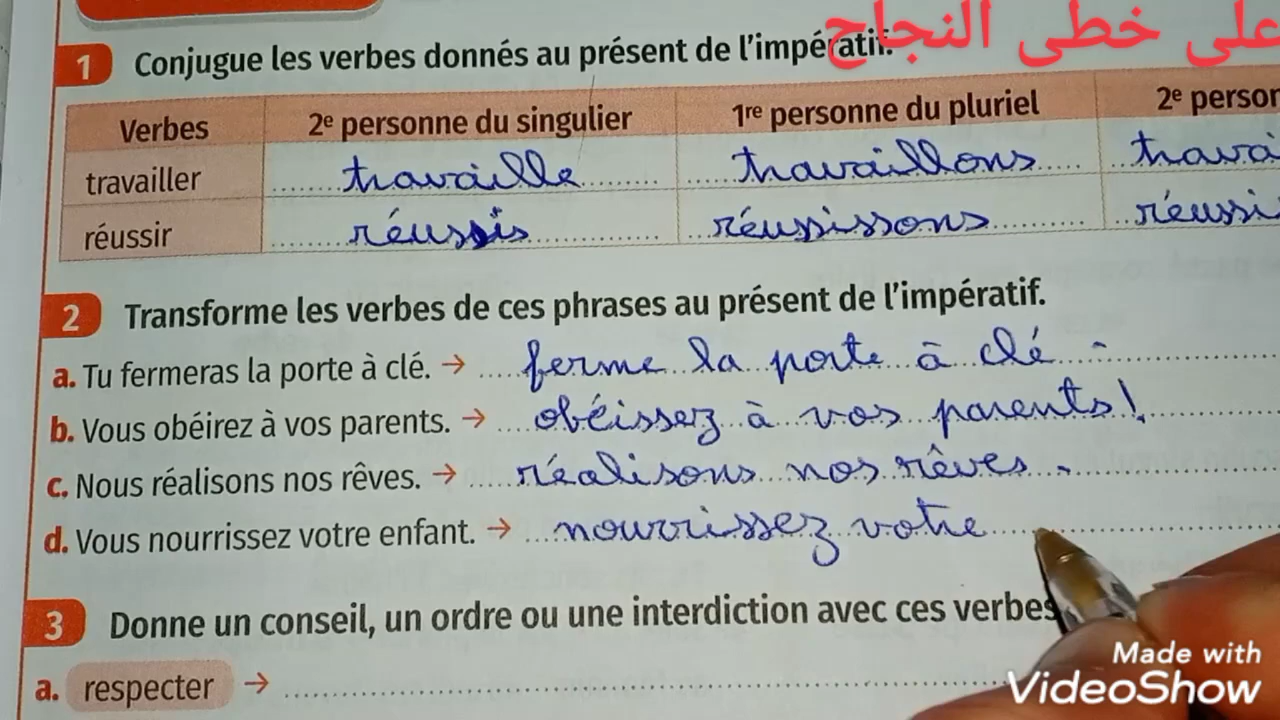 على خطى النجاح
1 Conjugue les verbes donnés au présent de l'impératif.
Verbes 2e personne du singulier 1re personne du pluriel 2e person
travailler travaille travaillons travai
réussir réussis réussissons réussi
2 Transforme les verbes de ces phrases au présent de l'impératif.
a. Tu fermeras la porte à clé. → ferme la porte à clé .
b. Vous obéirez à vos parents. → obéissez à vos parents !
c. Nous réalisons nos rêves. → réalisons nos rêves .
d. Vous nourrissez votre enfant. → nourrissez votre
3 Donne un conseil, un ordre ou une interdiction avec ces verbes
a. respecter →
Made with
VideoShow